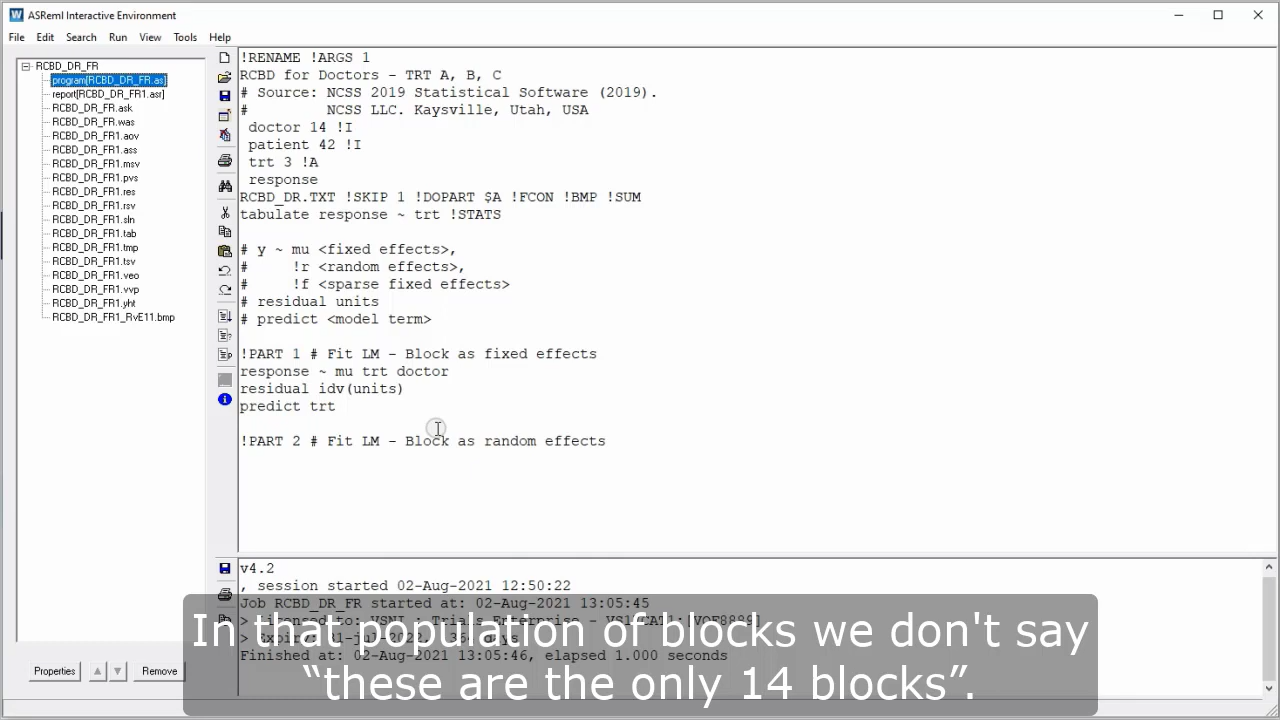 ASReml Interactive Environment
File Edit Search Run View Tools Help
RCBD_DR_FR
program[RCBD_DR_FR.as]
report[RCBD_DR_FR1.asr]
RCBD_DR_FR.ask
RCBD_DR_FR.was
RCBD_DR_FR1.aov
RCBD_DR_FR1.ass
RCBD_DR_FR1.msv
RCBD_DR_FR1.pvs
RCBD_DR_FR1.res
RCBD_DR_FR1.rsv
RCBD_DR_FR1.sln
RCBD_DR_FR1.tab
RCBD_DR_FR1.tmp
RCBD_DR_FR1.tsv
RCBD_DR_FR1.veo
RCBD_DR_FR1.vvp
RCBD_DR_FR1.yht
RCBD_DR_FR1_RvE11.bmp
Properties Remove
!RENAME !ARGS 1
RCBD for Doctors - TRT A, B, C
# Source: NCSS 2019 Statistical Software (2019).
#         NCSS LLC. Kaysville, Utah, USA
doctor 14 !I
patient 42 !I
trt 3 !A
response
RCBD_DR.TXT !SKIP 1 !DOPART $A !FCON !BMP !SUM
tabulate response ~ trt !STATS
# y ~ mu <fixed effects>,
#     !r <random effects>,
#     !f <sparse fixed effects>
# residual units
# predict <model term>
!PART 1 # Fit LM - Block as fixed effects
response ~ mu trt doctor
residual idv(units)
predict trt
!PART 2 # Fit LM - Block as random effects
v4.2
, session started 02-Aug-2021 12:50:22
Job RCBD_DR_FR started at: 02-Aug-2021 13:05:45
Finished at: 02-Aug-2021 13:05:46, elapsed 1.000 seconds
In that population of blocks we don't say
“these are the only 14 blocks”.